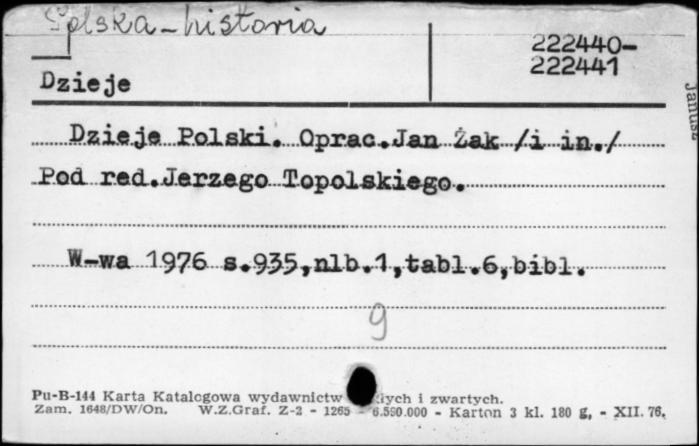 Polska-historia
222440-
222441
Dzieje
Janusz
Dzieje Polski. Oprac.Jan Żak /i in./
Pod red.Jerzego Topolskiego.
W-wa 1976 s.935,nlb.1,tabl.6,bibl.
9
Pu-B-144 Karta Katalogowa wydawnictw i zwartych.
Zam. 1648/DW/On. W.Z.Graf. Z-2 - 1265 6.590.000 - Karton 3 kl. 180 g. - XII. 76.